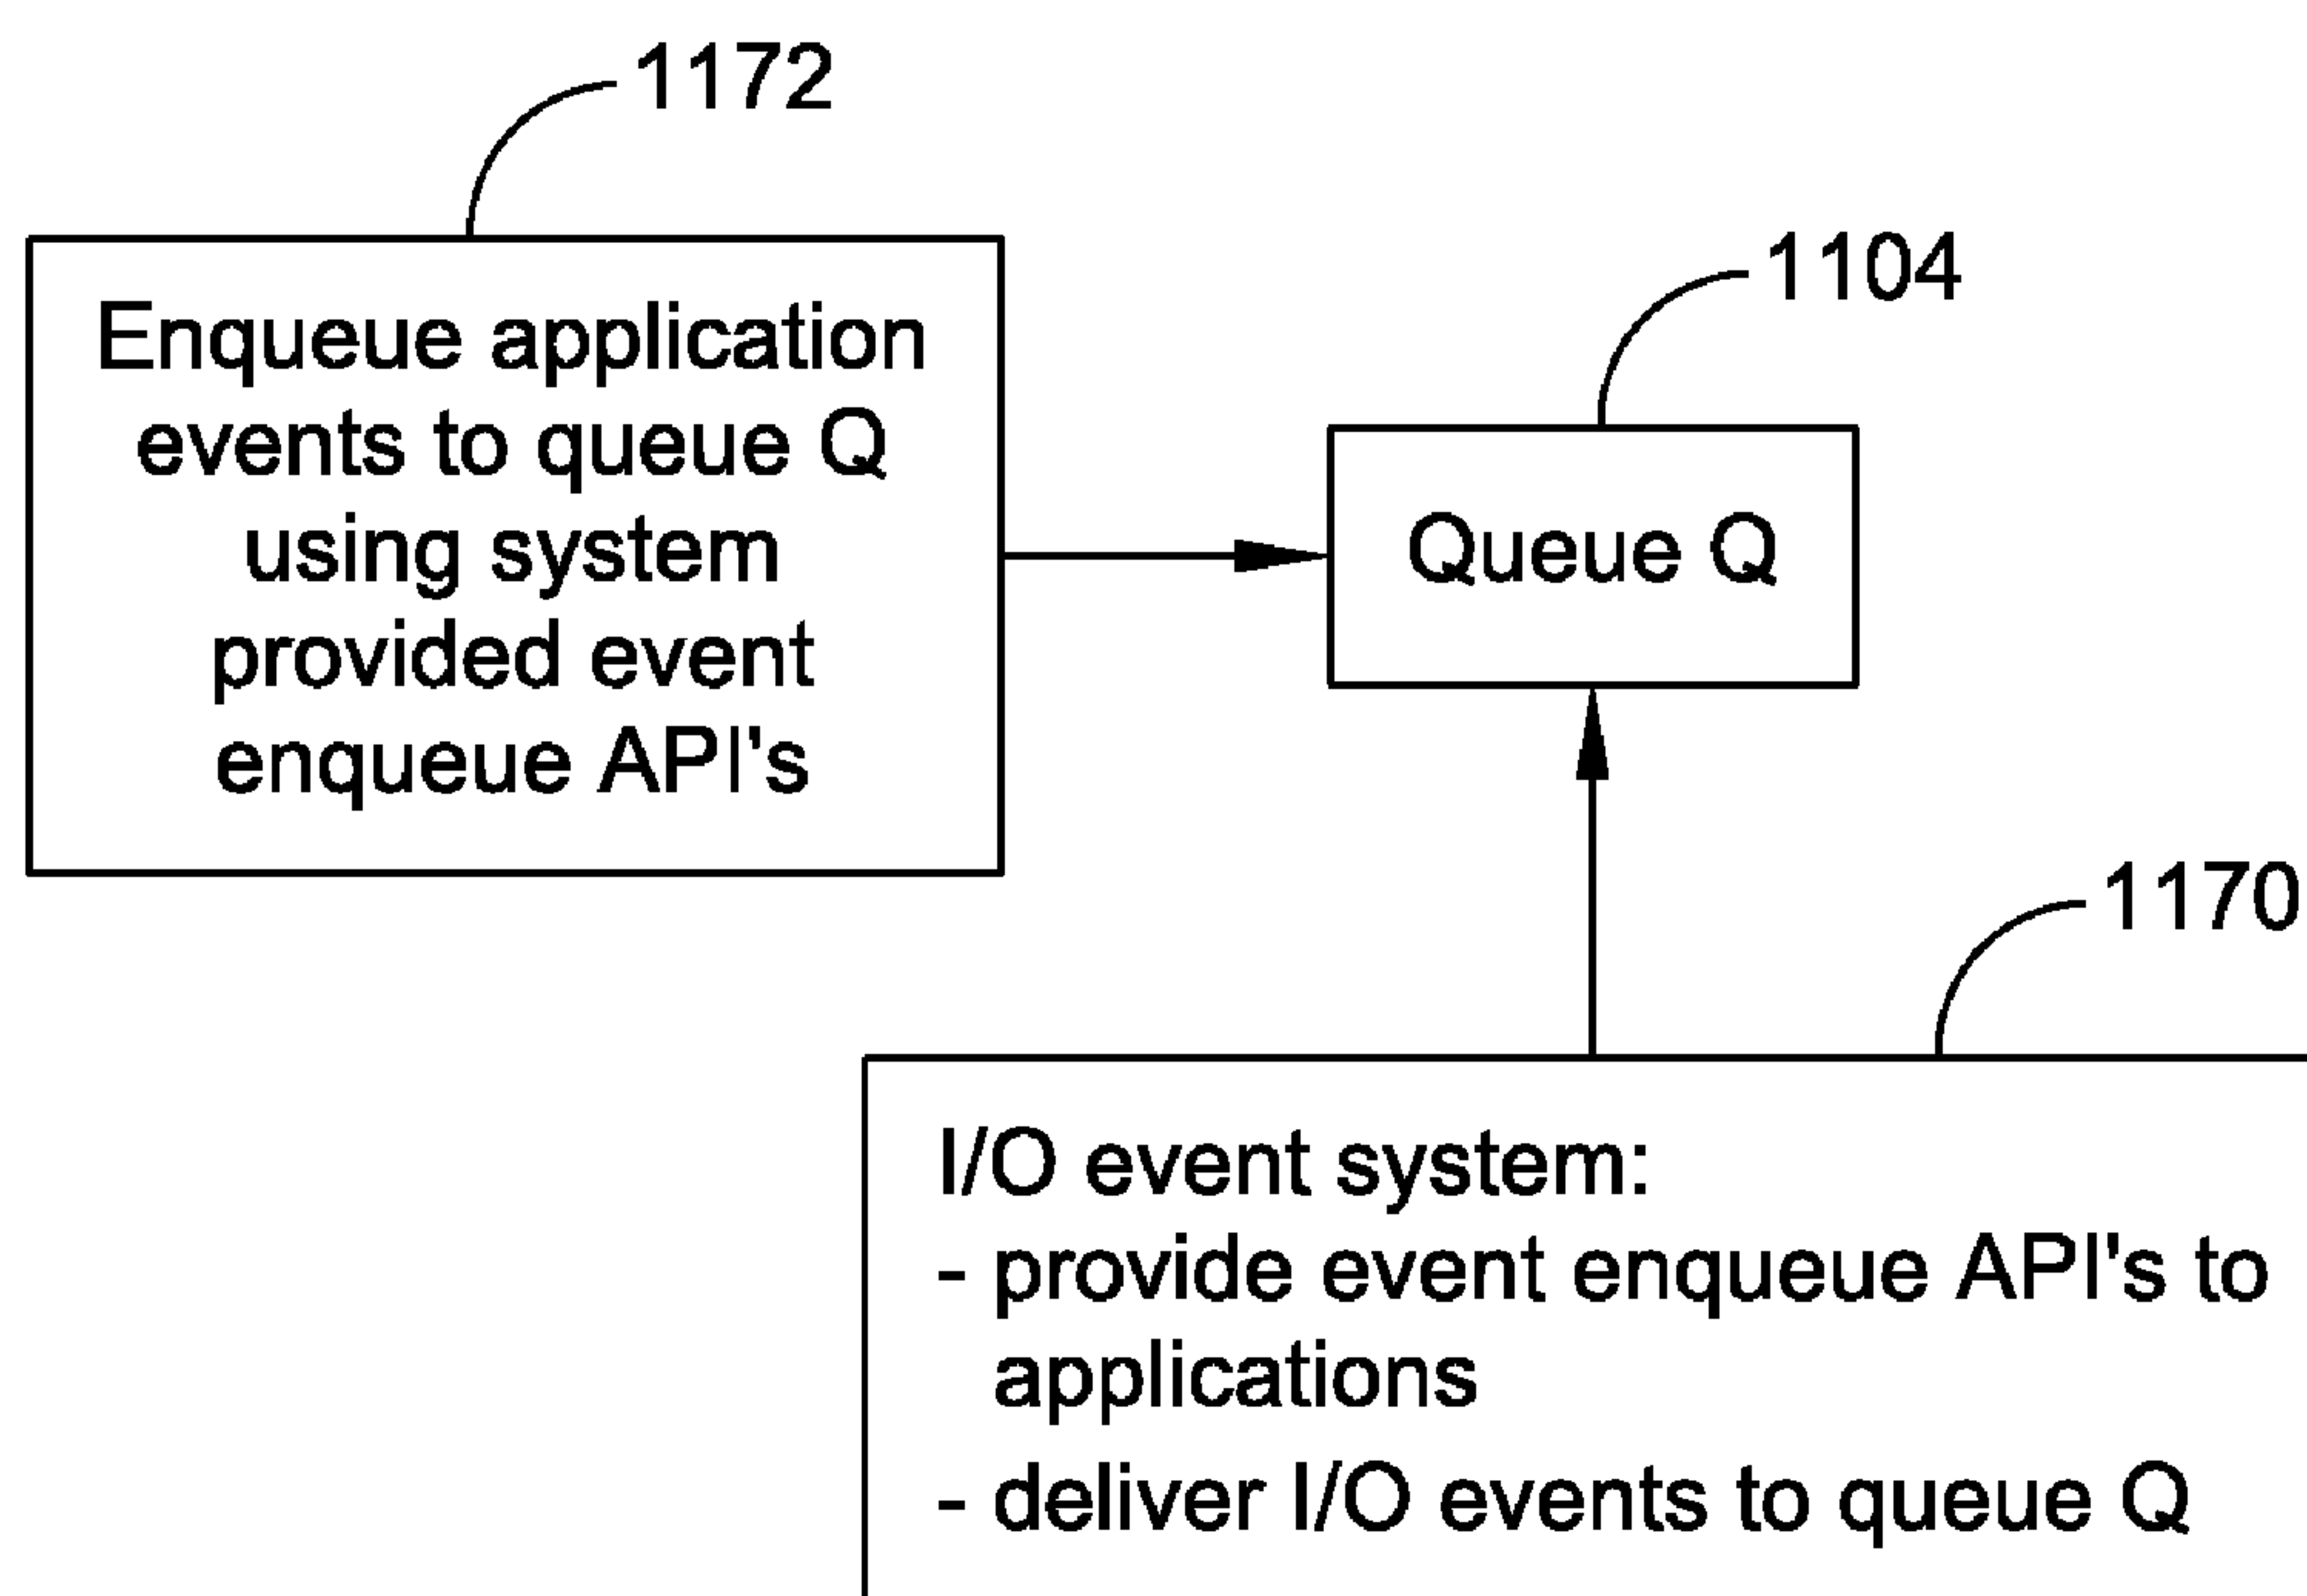 1172
Enqueue application
events to queue Q
using system
provided event
enqueue API's
1104
Queue Q
1170
I/O event system:
- provide event enqueue API's to
applications
- deliver I/O events to queue Q